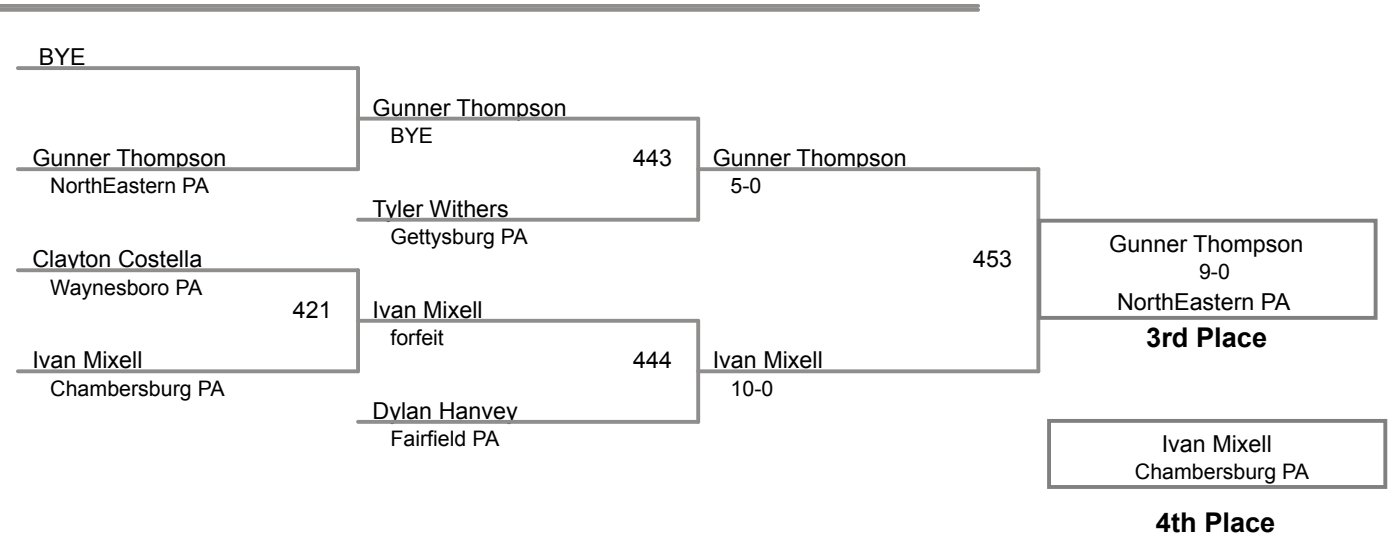 BYE
Gunner Thompson
BYE
Gunner Thompson
NorthEastern PA
443
Gunner Thompson
5-0
Tyler Withers
Gettysburg PA
Clayton Costella
Waynesboro PA
421
Ivan Mixell
forfeit
Ivan Mixell
Chambersburg PA
444
Ivan Mixell
10-0
Dylan Hanvey
Fairfield PA
453
Gunner Thompson
9-0
NorthEastern PA
3rd Place
Ivan Mixell
Chambersburg PA
4th Place